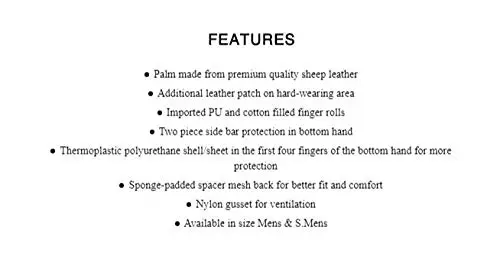 FEATURES
● Palm made from premium quality sheep leather
● Additional leather patch on hard-wearing area
● Imported PU and cotton filled finger rolls
● Two piece side bar protection in bottom hand
● Thermoplastic polyurethane shell/sheet in the first four fingers of the bottom hand for more
protection
● Sponge-padded spacer mesh back for better fit and comfort
● Nylon gusset for ventilation
● Available in size Mens & S.Mens